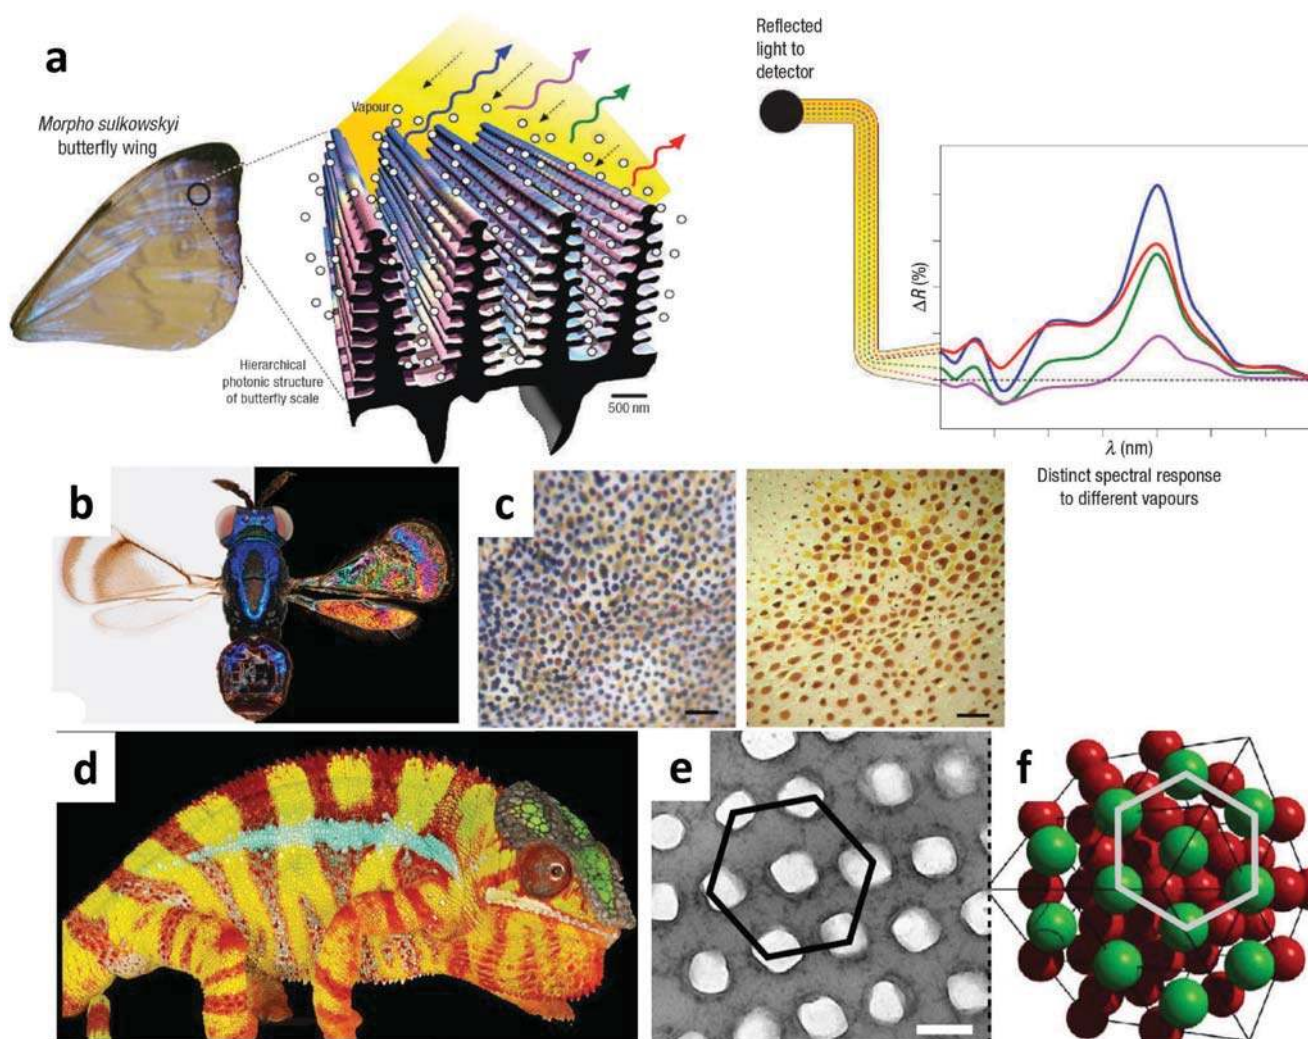 a
Morpho sulkowskyi
butterfly wing
Vapour
Hierarchical
photonic structure
of butterfly scale
500 nm
Reflected
light to
detector
ΔR (%)
λ (nm)
Distinct spectral response
to different vapours
b
c
d
e
f